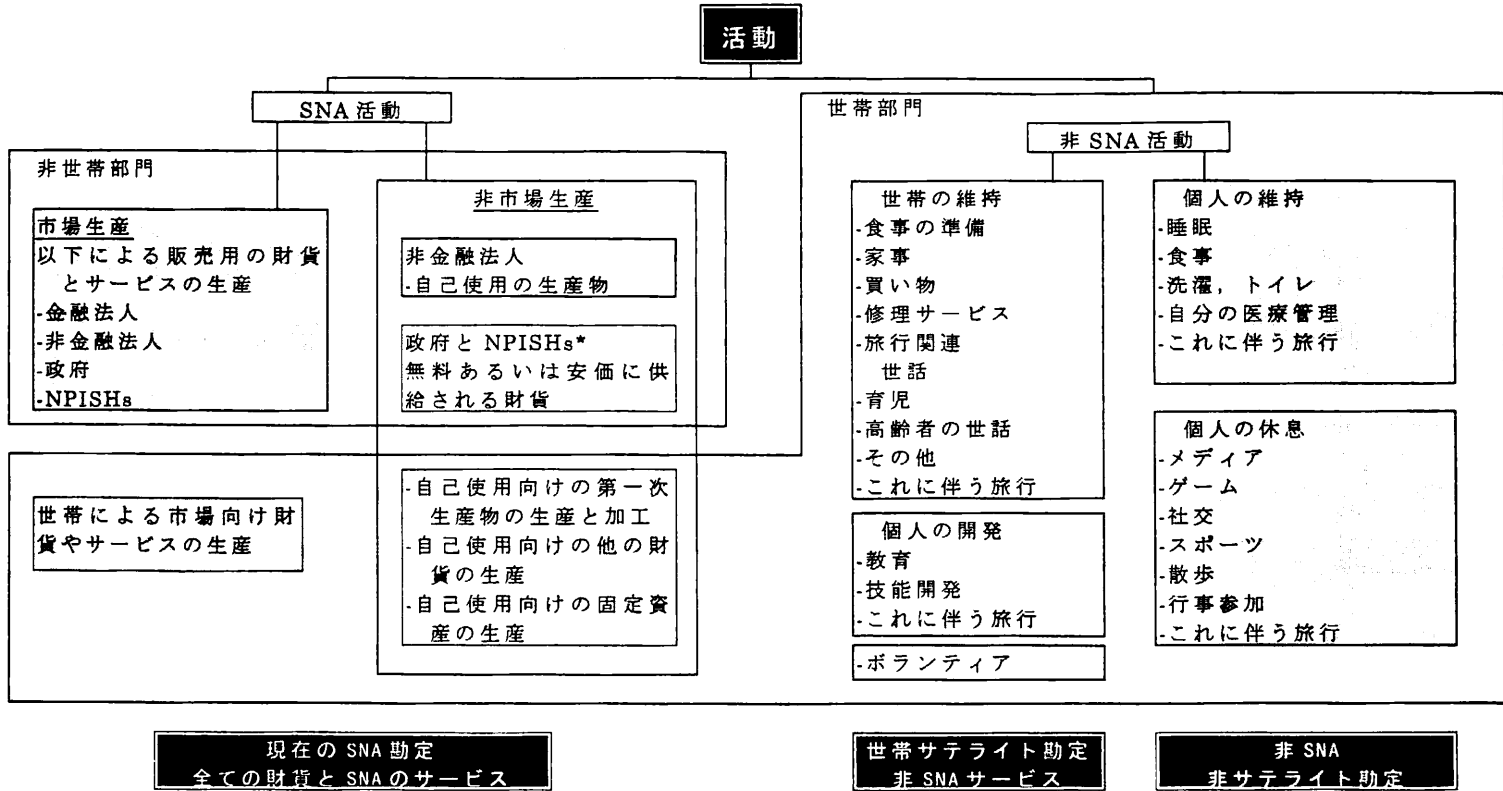 活動
SNA 活動
非世帯部門
市場生産
以下による販売用の財貨
とサービスの生産
-金融法人
-非金融法人
-政府
-NPISHs
非市場生産
非金融法人
-自己使用の生産物
政府と NPISHs*
無料あるいは安価に供
給される財貨
世帯による市場向け財
貨やサービスの生産
-自己使用向けの第一次
生産物の生産と加工
-自己使用向けの他の財
貨の生産
-自己使用向けの固定資
産の生産
世帯部門
非 SNA 活動
世帯の維持
-食事の準備
-家事
-買い物
-修理サービス
-旅行関連
世話
-育児
-高齢者の世話
-その他
-これに伴う旅行
個人の開発
-教育
-技能開発
-これに伴う旅行
-ボランティア
個人の維持
-睡眠
-食事
-洗濯，トイレ
-自分の医療管理
-これに伴う旅行
個人の休息
-メディア
-ゲーム
-社交
-スポーツ
-散歩
-行事参加
-これに伴う旅行
現在の SNA 勘定
全ての財貨と SNA のサービス
世帯サテライト勘定
非 SNA サービス
非 SNA
非サテライト勘定